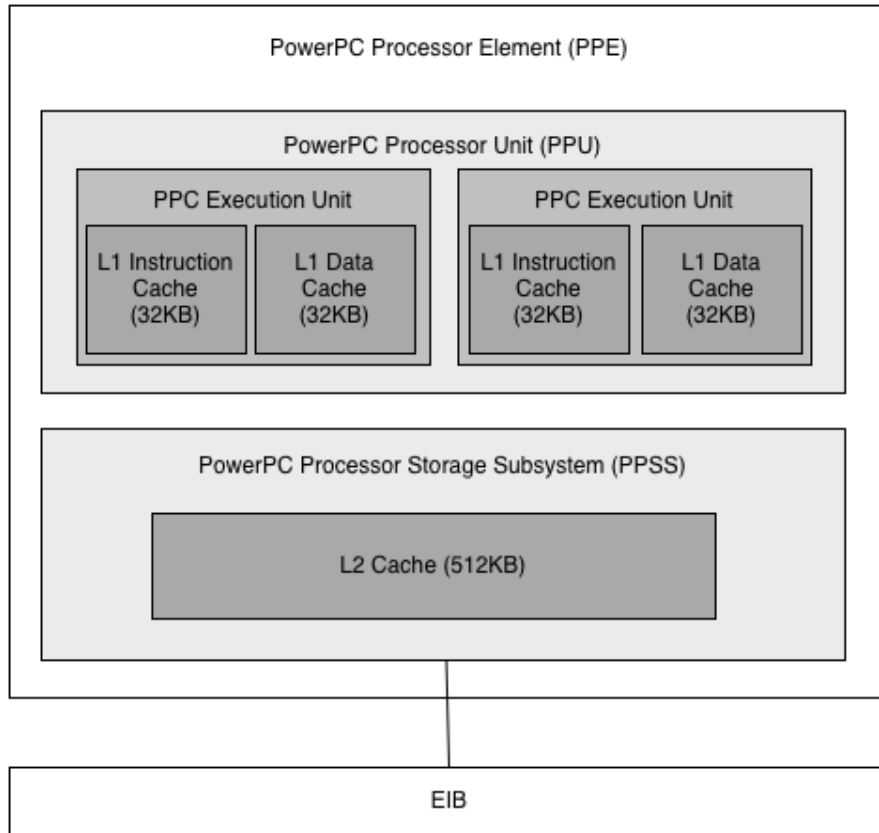 PowerPC Processor Element (PPE)
PowerPC Processor Unit (PPU)
PPC Execution Unit
L1 Instruction
Cache
(32KB)
L1 Data
Cache
(32KB)
PPC Execution Unit
L1 Instruction
Cache
(32KB)
L1 Data
Cache
(32KB)
PowerPC Processor Storage Subsystem (PPSS)
L2 Cache (512KB)
EIB